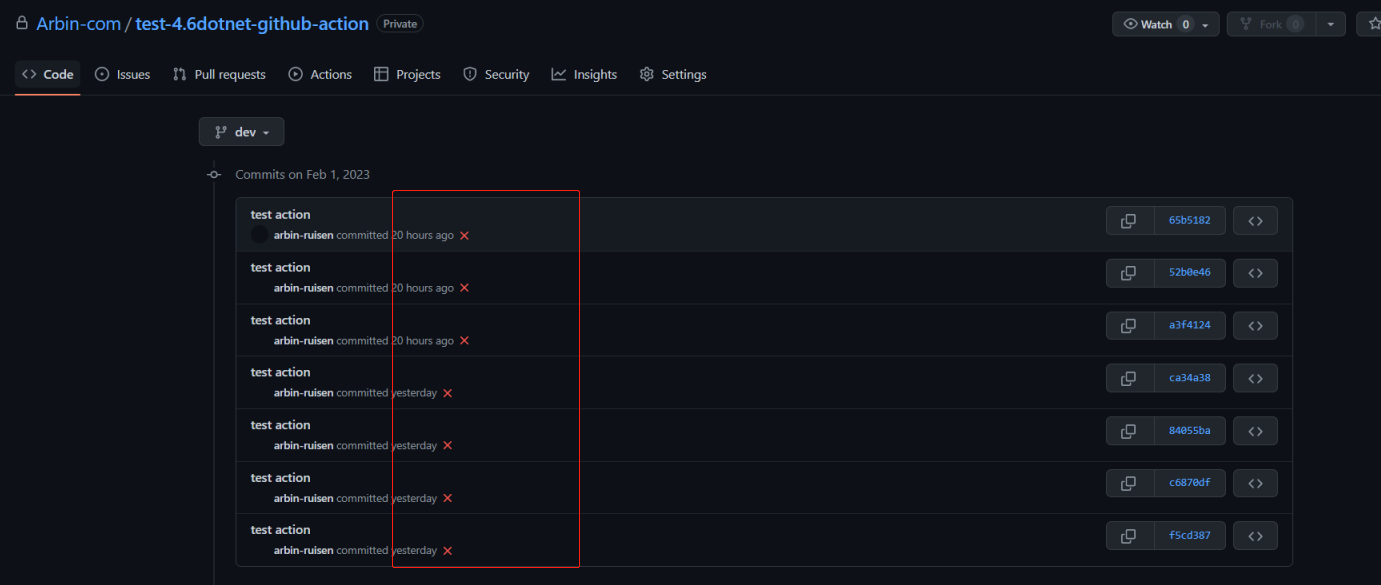 Arbin-com / test-4.6dotnet-github-action Private Watch 0 Fork 0
Code Issues Pull requests Actions Projects Security Insights Settings
dev
Commits on Feb 1, 2023
test action
arbin-ruisen committed 20 hours ago
65b5182
test action
arbin-ruisen committed 20 hours ago
52b0e46
test action
arbin-ruisen committed 20 hours ago
a3f4124
test action
arbin-ruisen committed yesterday
ca34a38
test action
arbin-ruisen committed yesterday
84055ba
test action
arbin-ruisen committed yesterday
c6870df
test action
arbin-ruisen committed yesterday
f5cd387